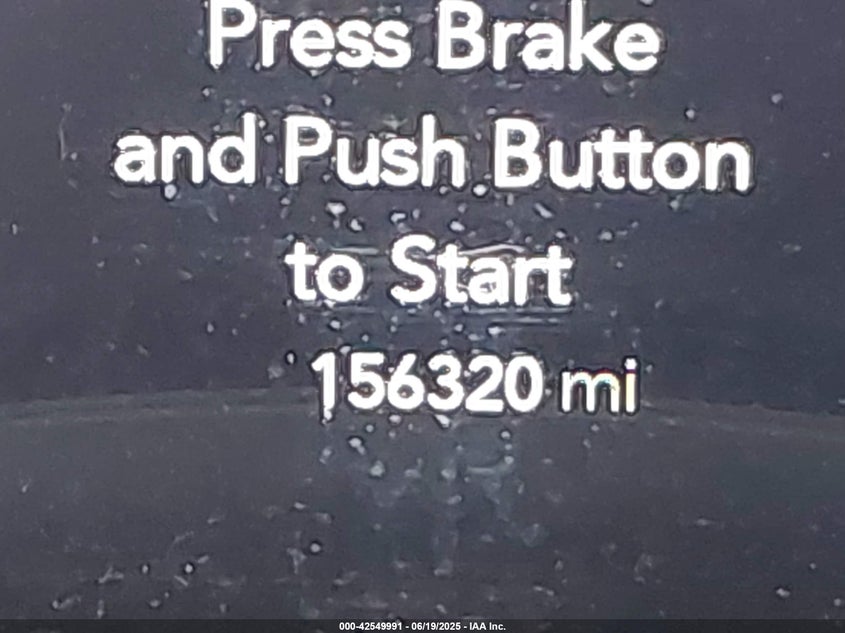 Press Brake
and Push Button
to Start
156320 mi
000-42549991 - 06/19/2025 - IAA Inc.